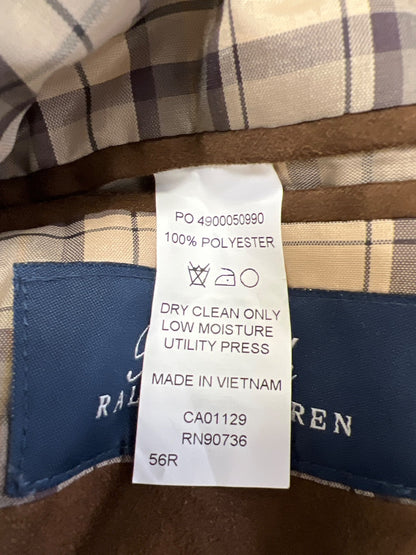 PO 4900050990
100% POLYESTER
DRY CLEAN ONLY
LOW MOISTURE
UTILITY PRESS
MADE IN VIETNAM
CA01129
RN90736
56R